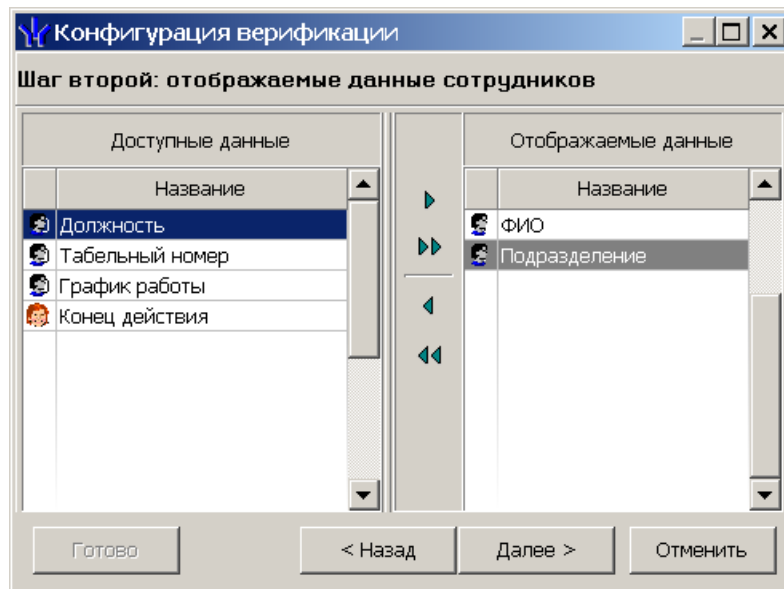 Конфигурация верификации
Шаг второй: отображаемые данные сотрудников
Доступные данные
Название
Должность
Табельный номер
График работы
Конец действия
Отображаемые данные
Название
ФИО
Подразделение
Готово
< Назад
Далее >
Отменить